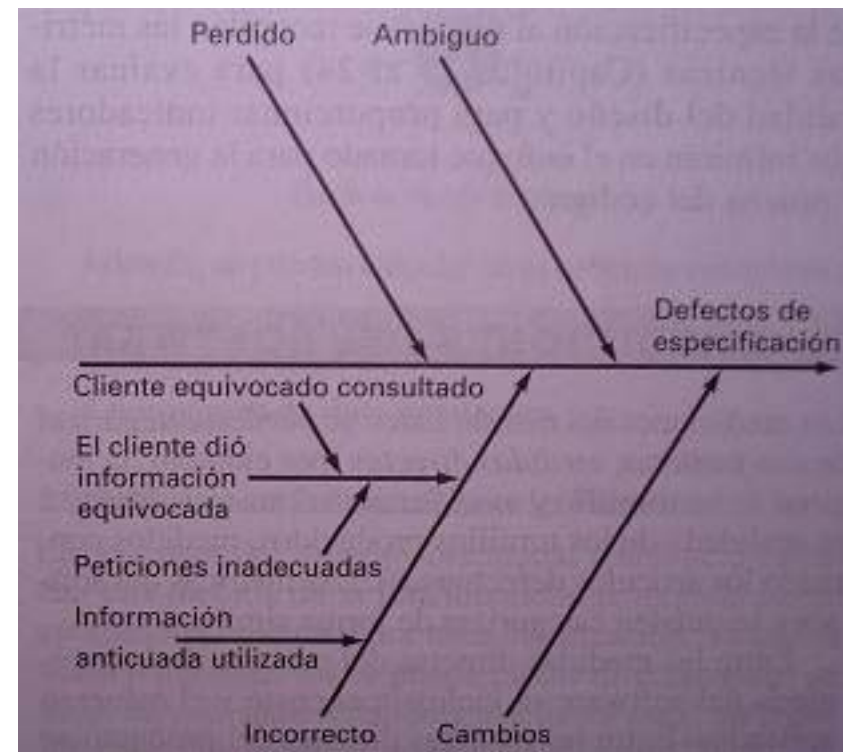 Perdido
Ambiguo
Defectos de
especificación
Cliente equivocado consultado
El cliente dió
información
equivocada
Peticiones inadecuadas
Información
anticuada utilizada
Incorrecto
Cambios